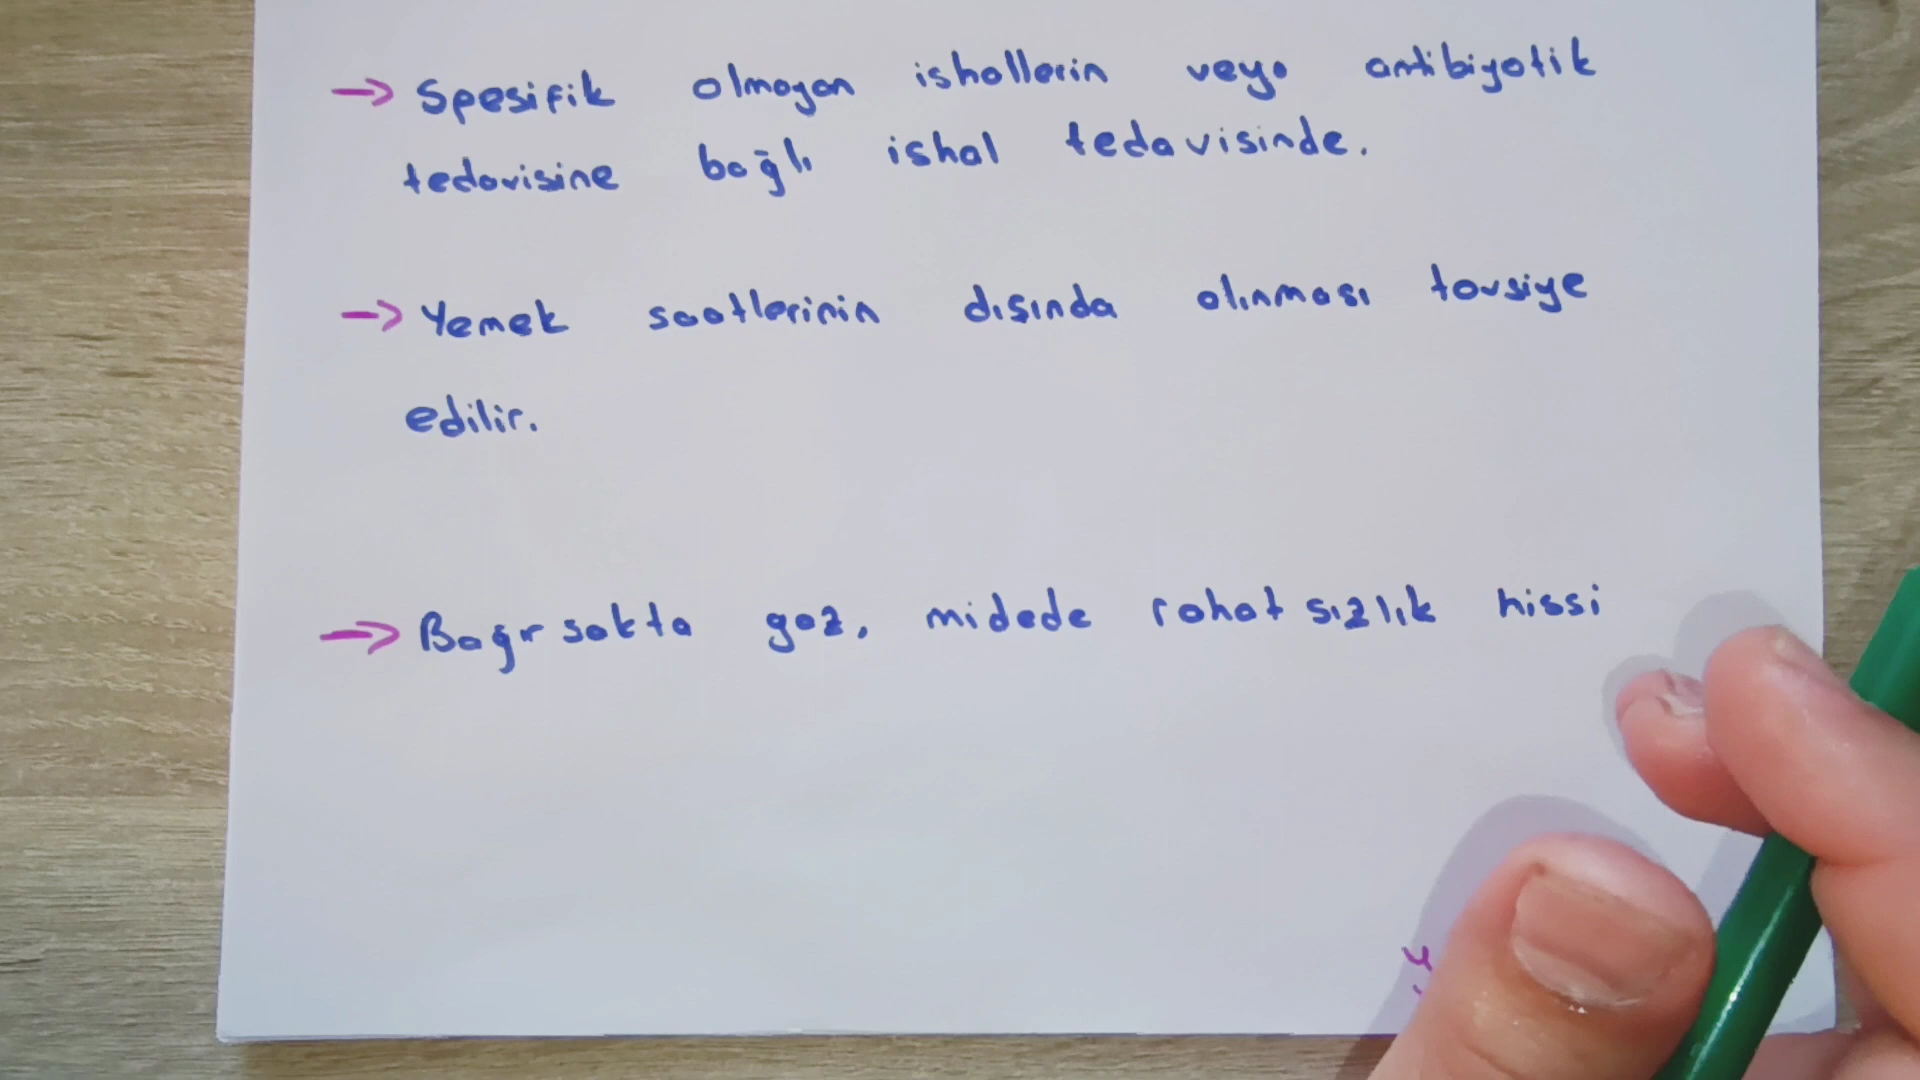 → Spesifik olmayan ishallerin veya antibiyotik
tedavisine bağlı ishal tedavisinde.
→ Yemek saatlerinin dışında alınması tavsiye
edilir.
→ Bağırsakta gaz, midede rahatsızlık hissi